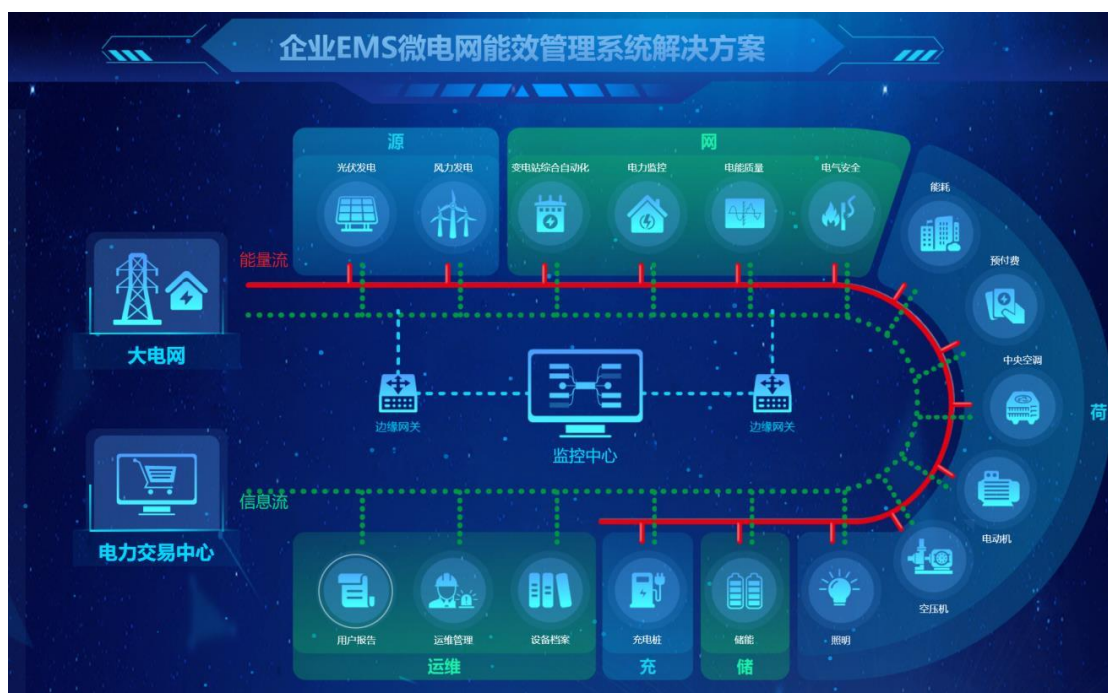 企业EMS微电网能效管理系统解决方案
源
网
光伏发电
风力发电
变电站综合自动化
电力监控
电能质量
电气安全
能耗
预付费
中央空调
荷
电动机
空压机
能量流
大电网
边缘网关
监控中心
边缘网关
信息流
电力交易中心
用户报告
运维管理
设备档案
充电桩
储能
照明
运维
充
储